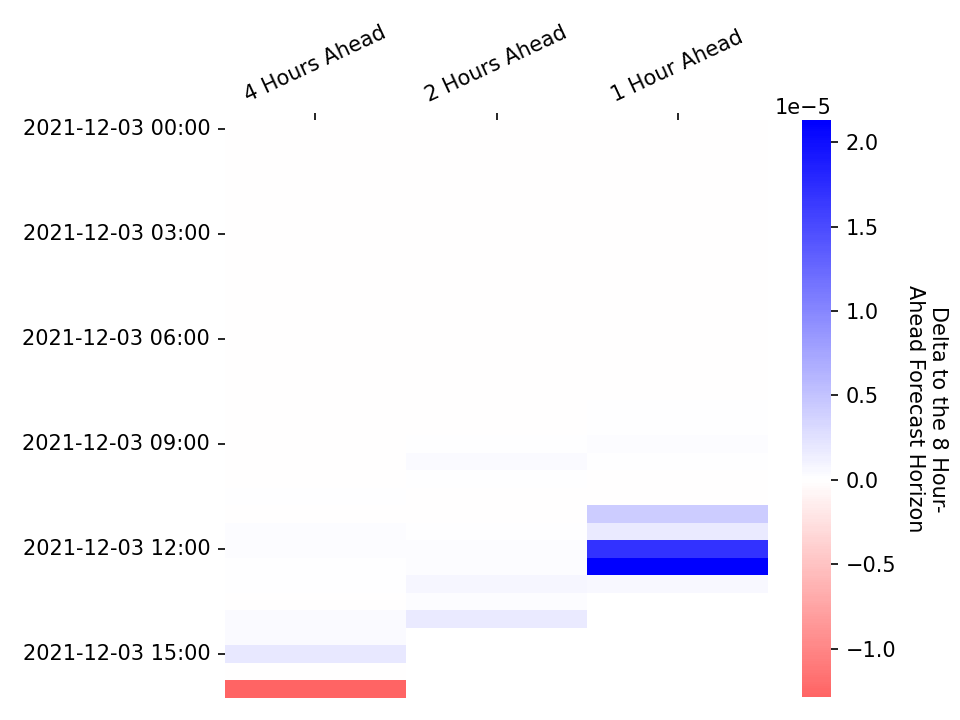 4 Hours Ahead
2 Hours Ahead
1 Hour Ahead
2021-12-03 00:00
2021-12-03 03:00
2021-12-03 06:00
2021-12-03 09:00
2021-12-03 12:00
2021-12-03 15:00
1e−5
2.0
1.5
1.0
0.5
0.0
−0.5
−1.0
Delta to the 8 Hour-
Ahead Forecast Horizon